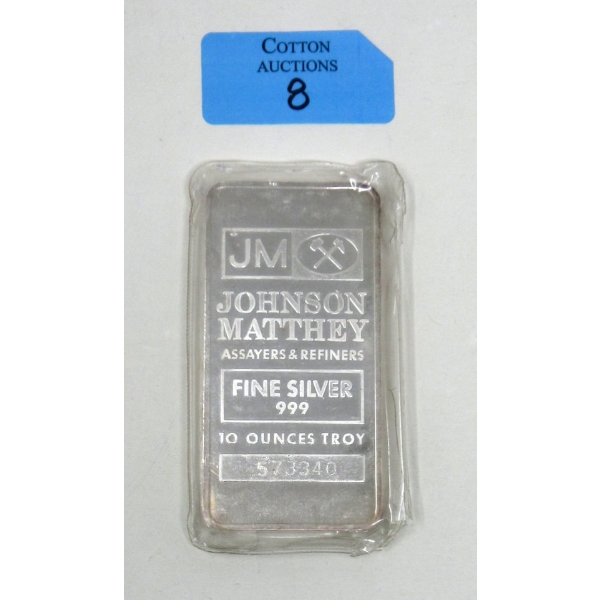 COTTON
AUCTIONS
8
JM
JOHNSON
MATTHEY
ASSAYERS & REFINERS
FINE SILVER
999
10 OUNCES TROY
573340